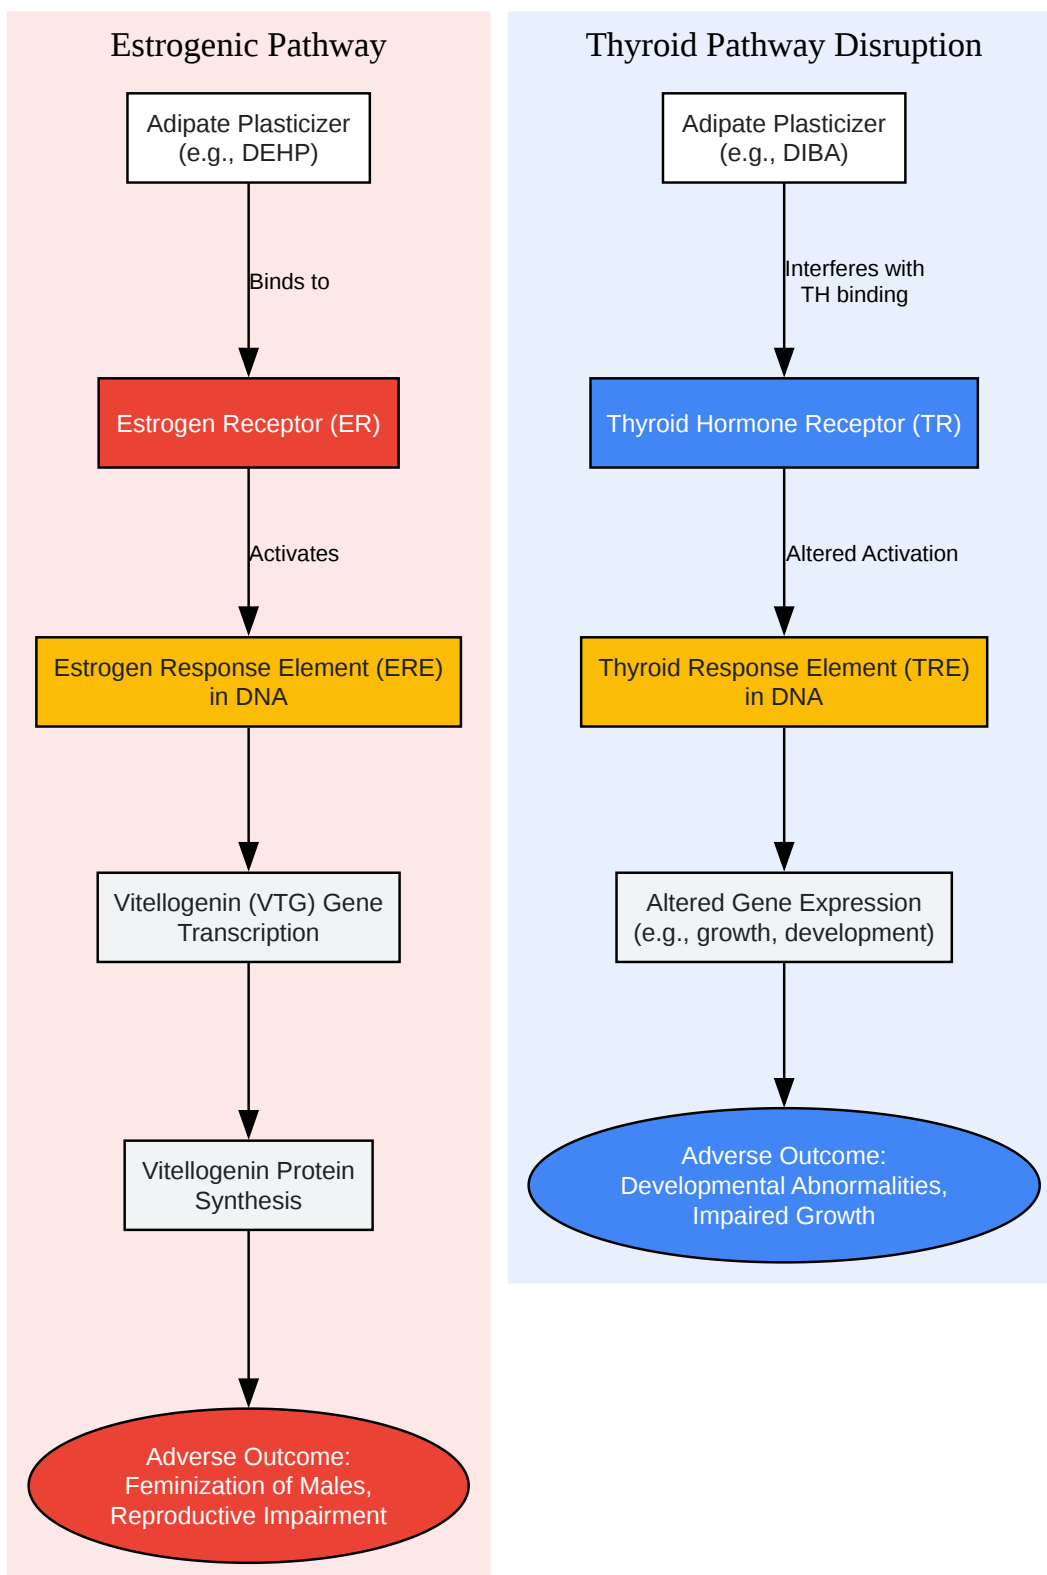 Estrogenic Pathway
Adipate Plasticizer
(e.g., DEHP)
Binds to
Estrogen Receptor (ER)
Activates
Estrogen Response Element (ERE)
in DNA
Vitellogenin (VTG) Gene
Transcription
Vitellogenin Protein
Synthesis
Adverse Outcome:
Feminization of Males,
Reproductive Impairment
Thyroid Pathway Disruption
Adipate Plasticizer
(e.g., DIBA)
Interferes with
TH binding
Thyroid Hormone Receptor (TR)
Altered Activation
Thyroid Response Element (TRE)
in DNA
Altered Gene Expression
(e.g., growth, development)
Adverse Outcome:
Developmental Abnormalities,
Impaired Growth